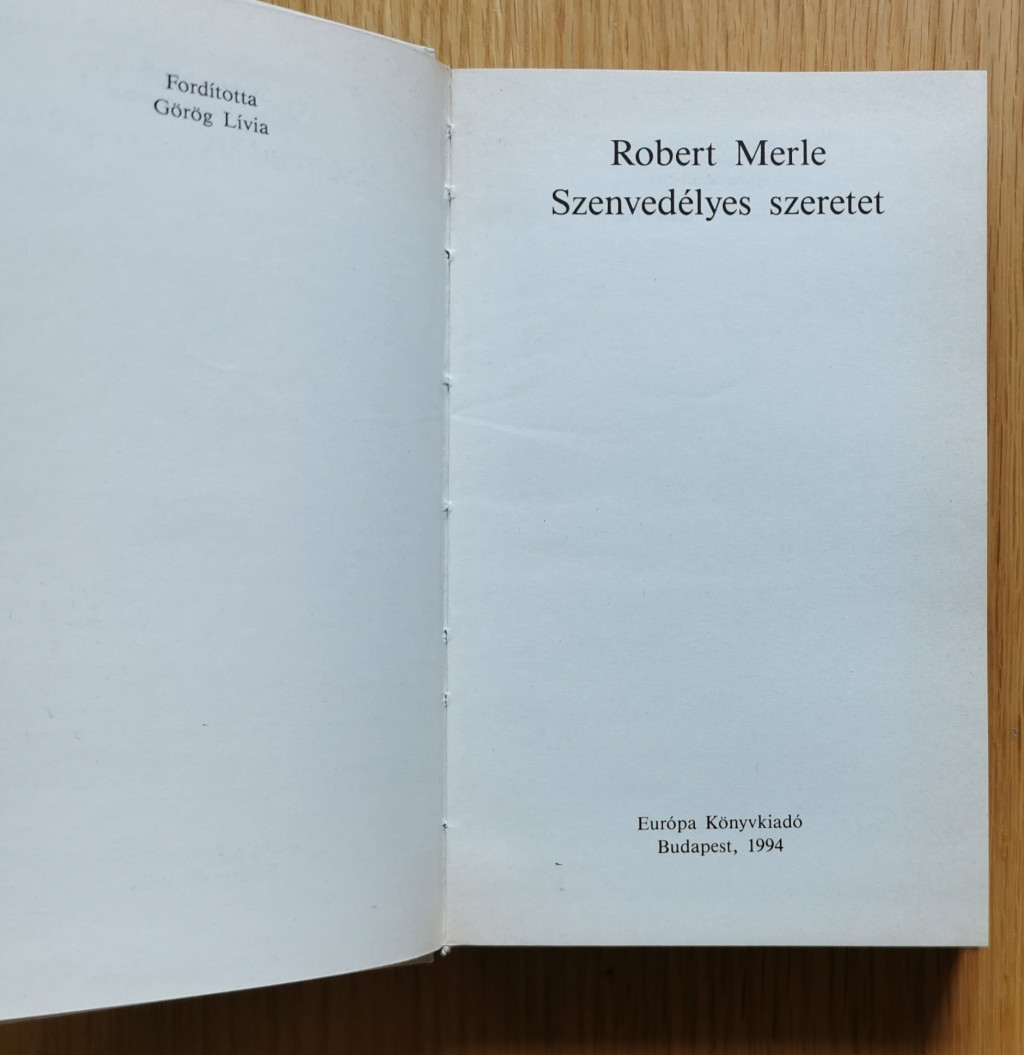 Fordította
Görög Lívia
Robert Merle
Szenvedélyes szeretet
Európa Könyvkiadó
Budapest, 1994